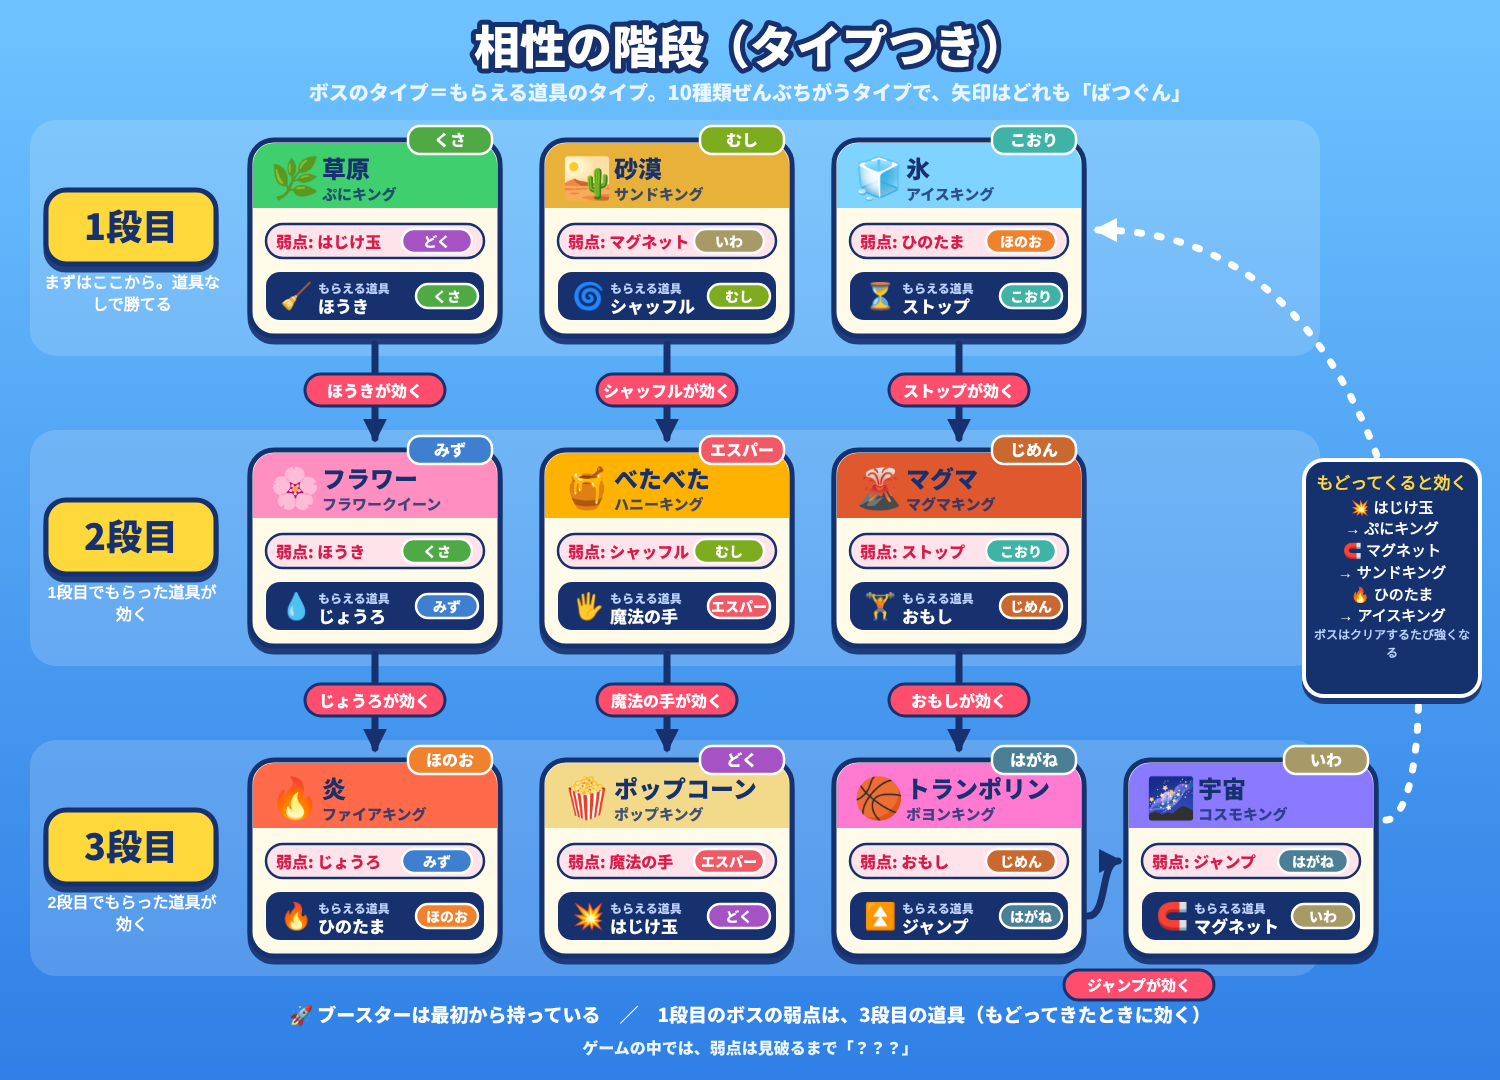 相性の階段（タイプつき）
ボスのタイプ＝もらえる道具のタイプ。10種類ぜんぶちがうタイプで、矢印はどれも「ばつぐん」
1段目
まずはここから。道具な
しで勝てる
くさ
草原
ぷにキング
弱点: はじけ玉 どく
もらえる道具
ほうき くさ
むし
砂漠
サンドキング
弱点: マグネット いわ
もらえる道具
シャッフル むし
こおり
氷
アイスキング
弱点: ひのたま ほのお
もらえる道具
ストップ こおり
ほうきが効く
シャッフルが効く
ストップが効く
2段目
1段目でもらった道具が
効く
みず
フラワー
フラワークイーン
弱点: ほうき くさ
もらえる道具
じょうろ みず
エスパー
べたべた
ハニーキング
弱点: シャッフル むし
もらえる道具
魔法の手 エスパー
じめん
マグマ
マグマキング
弱点: ストップ こおり
もらえる道具
おもし じめん
もどってくると効く
💥 はじけ玉
→ ぷにキング
🧲 マグネット
→ サンドキング
🔥 ひのたま
→ アイスキング
ボスはクリアするたび強くな
る
じょうろが効く
魔法の手が効く
おもしが効く
3段目
2段目でもらった道具が
効く
ほのお
炎
ファイアキング
弱点: じょうろ みず
もらえる道具
ひのたま ほのお
どく
ポップコーン
ポップキング
弱点: 魔法の手 エスパー
もらえる道具
はじけ玉 どく
はがね
トランポリン
ボヨンキング
弱点: おもし じめん
もらえる道具
ジャンプ はがね
いわ
宇宙
コスモキング
弱点: ジャンプ はがね
もらえる道具
マグネット いわ
ジャンプが効く
🚀 ブースターは最初から持っている　／　1段目のボスの弱点は、3段目の道具（もどってきたときに効く）
ゲームの中では、弱点は見破るまで「？？？」